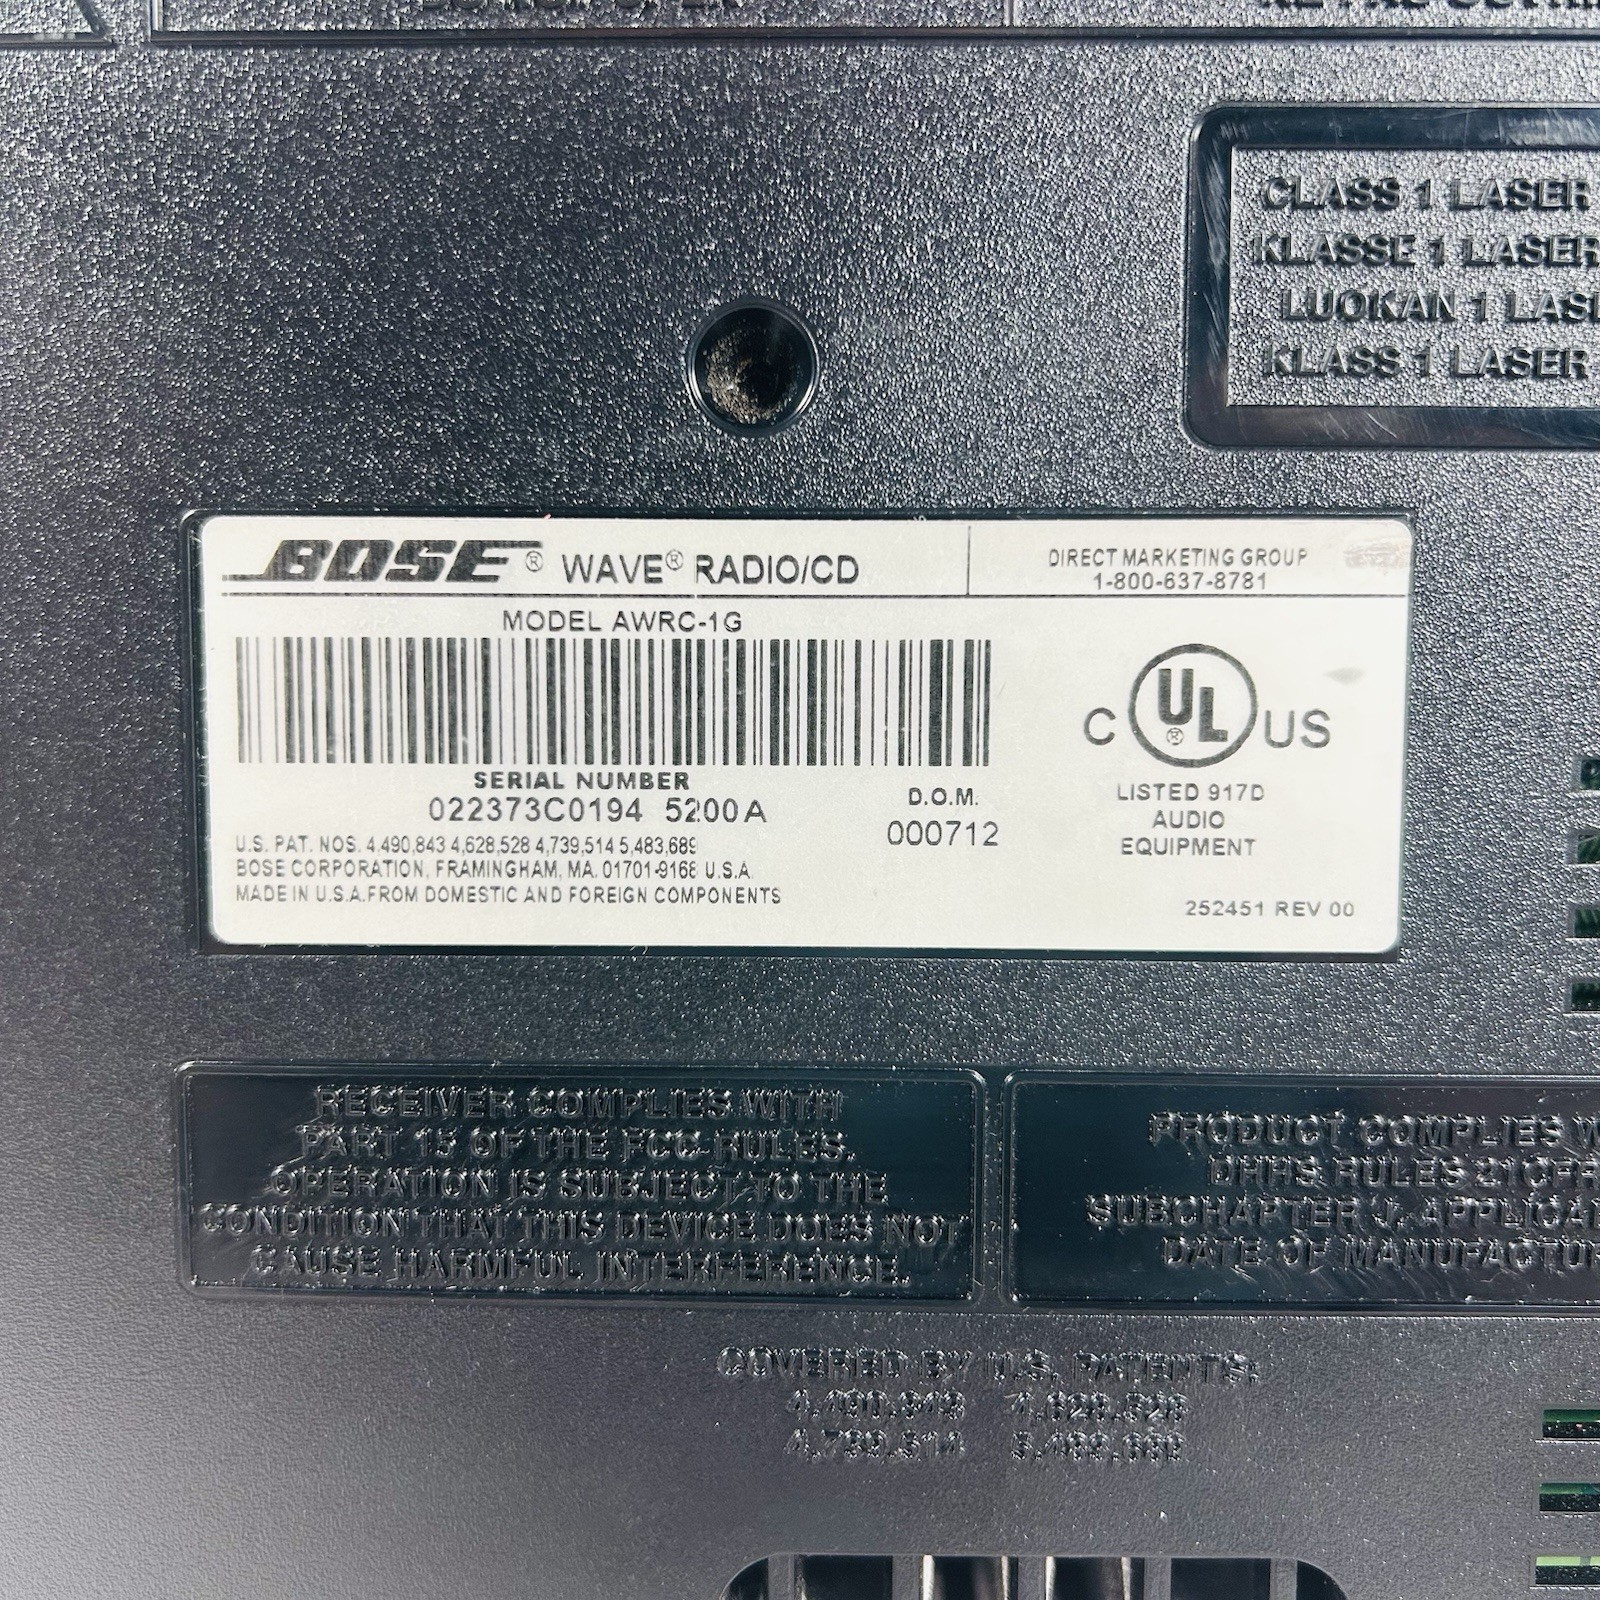 BOSE® WAVE® RADIO/CD
DIRECT MARKETING GROUP
1-800-637-8781
MODEL AWRC-1G
SERIAL NUMBER
022373C0194 5200A
D.O.M.
000712
U.S. PAT. NOS. 4,490,843 4,628,528 4,739,514 5,483,689
BOSE CORPORATION, FRAMINGHAM, MA. 01701-9168 U.S.A.
MADE IN U.S.A. FROM DOMESTIC AND FOREIGN COMPONENTS
C UL® US
LISTED 917D
AUDIO
EQUIPMENT
252451 REV 00
CLASS 1 LASER
KLASSE 1 LASER
LUOKAN 1
KLASS 1 LASER
RECEIVER COMPLIES WITH
PART 15 OF THE FCC RULES.
OPERATION IS SUBJECT TO THE
CONDITION THAT THIS DEVICE DOES NOT
CAUSE HARMFUL INTERFERENCE.
PRODUCT COMPLIES
DHHS RULES 21CFR
SUBCHAPTER J,
DATE OF
COVERED BY U.S. PATENTS: